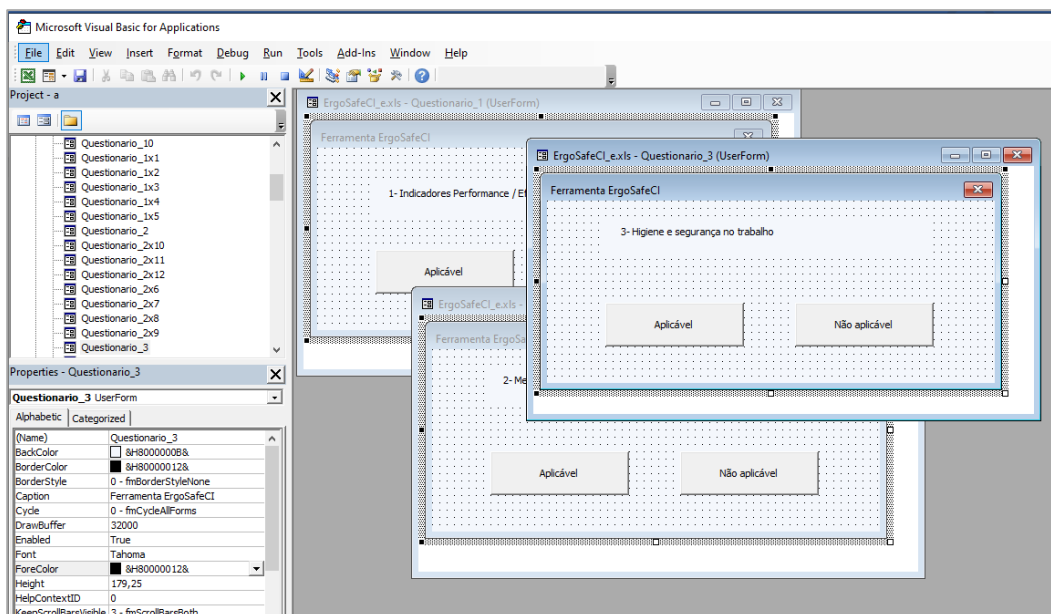 Microsoft Visual Basic for Applications
File Edit View Insert Format Debug Run Tools Add-Ins Window Help
Project - a
Questionario_10
Questionario_1x1
Questionario_1x2
Questionario_1x3
Questionario_1x4
Questionario_1x5
Questionario_2
Questionario_2x10
Questionario_2x11
Questionario_2x12
Questionario_2x6
Questionario_2x7
Questionario_2x8
Questionario_2x9
Questionario_3
Properties - Questionario_3
Questionario_3 UserForm
Alphabetic Categorized
(Name) Questionario_3
BackColor &H8000000B&
BorderColor &H80000012&
BorderStyle 0 - fmBorderStyleNone
Caption Ferramenta ErgoSafeCI
Cycle 0 - fmCycleAllForms
DrawBuffer 32000
Enabled True
Font Tahoma
ForeColor &H80000012&
Height 179,25
HelpContextID 0
KeepScrollBarsVisible 3 - fmScrollBarsBoth
ErgoSafeCI_e.xls - Questionario_1 (UserForm)
Ferramenta ErgoSafeCI
1- Indicadores Performance / Ef
Aplicável
ErgoSafeCI_e.xls -
Ferramenta ErgoSa
2- Me
Aplicável
Não aplicável
ErgoSafeCI_e.xls - Questionario_3 (UserForm)
Ferramenta ErgoSafeCI
3- Higiene e segurança no trabalho
Aplicável
Não aplicável